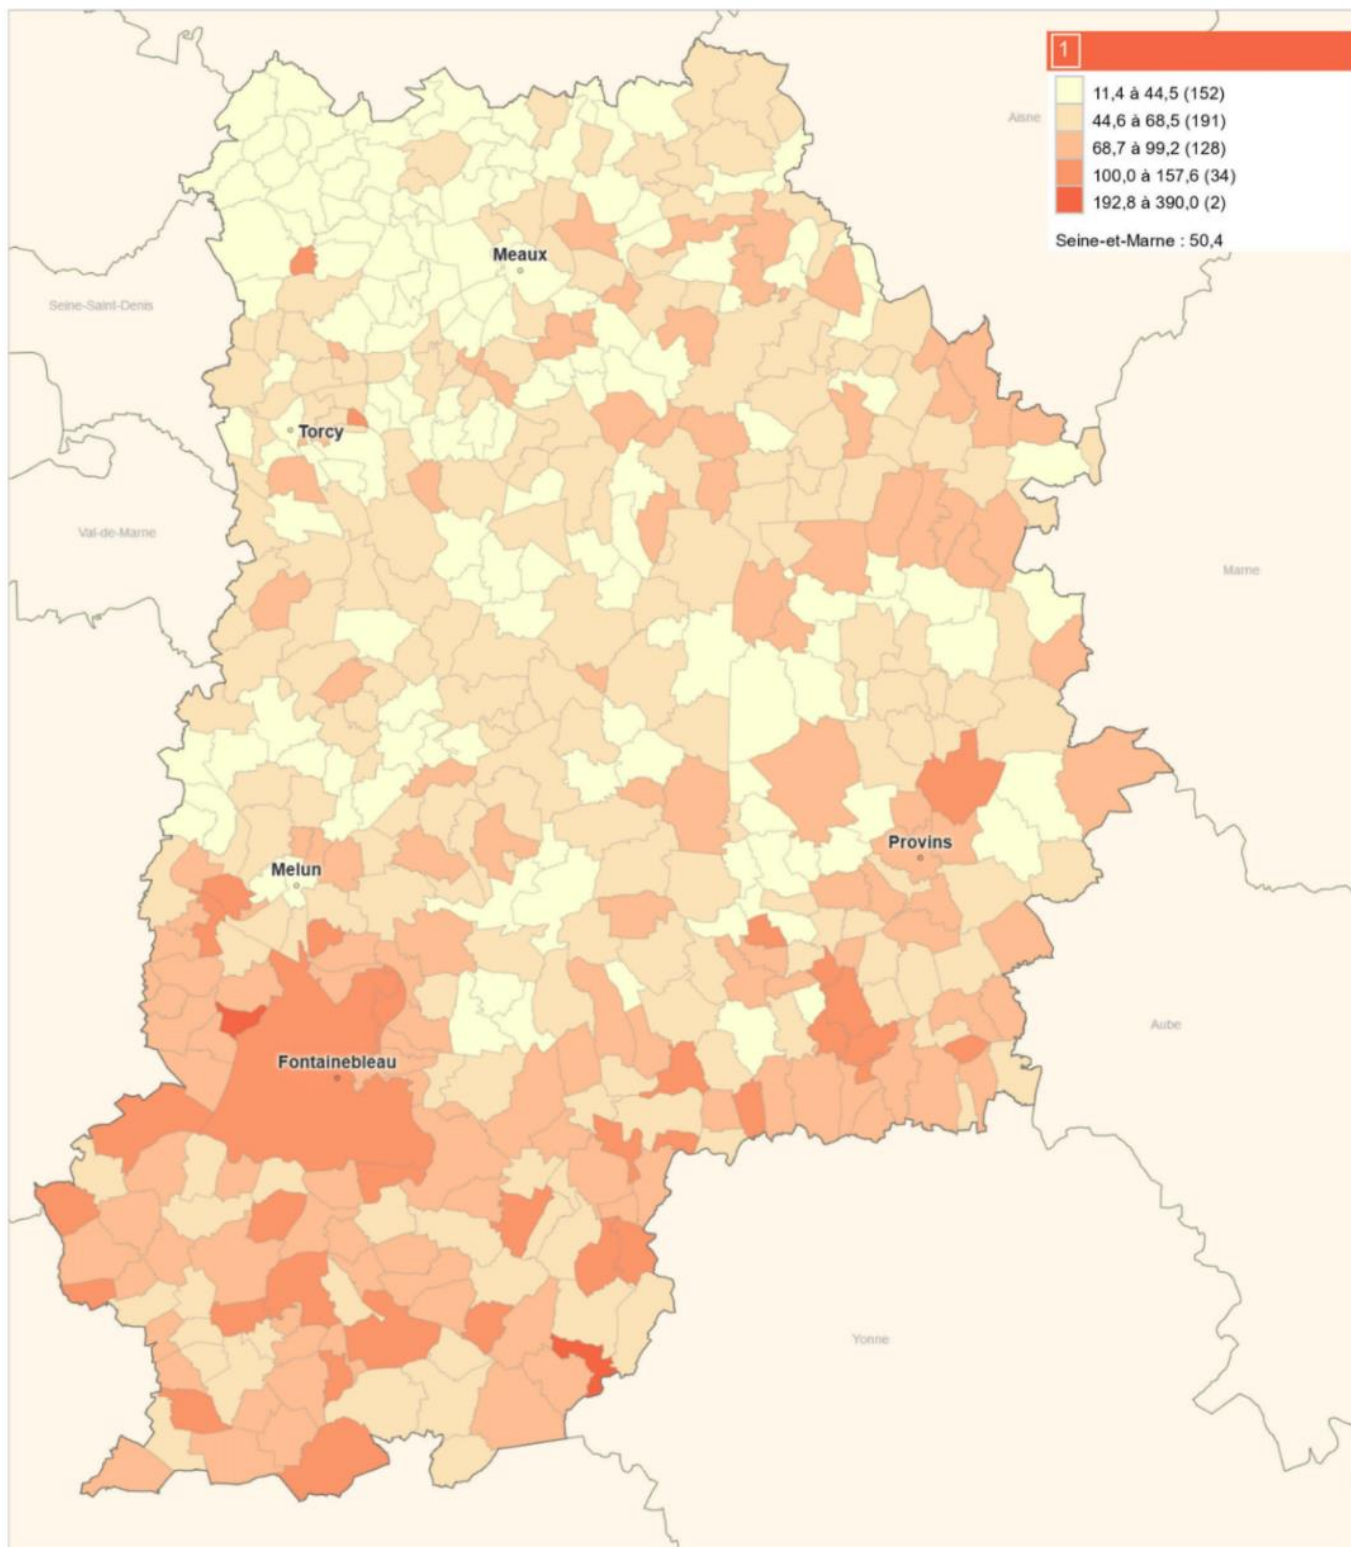 1
11,4 à 44,5 (152)
Aisne
44,6 à 68,5 (191)
68,7 à 99,2 (128)
100,0 à 157,6 (34)
192,8 à 390,0 (2)
Seine-et-Marne : 50,4
Meaux
Seine-Saint-Denis
Torcy
Val-de-Marne
Marne
Provins
Melun
Aube
Fontainebleau
Yonne